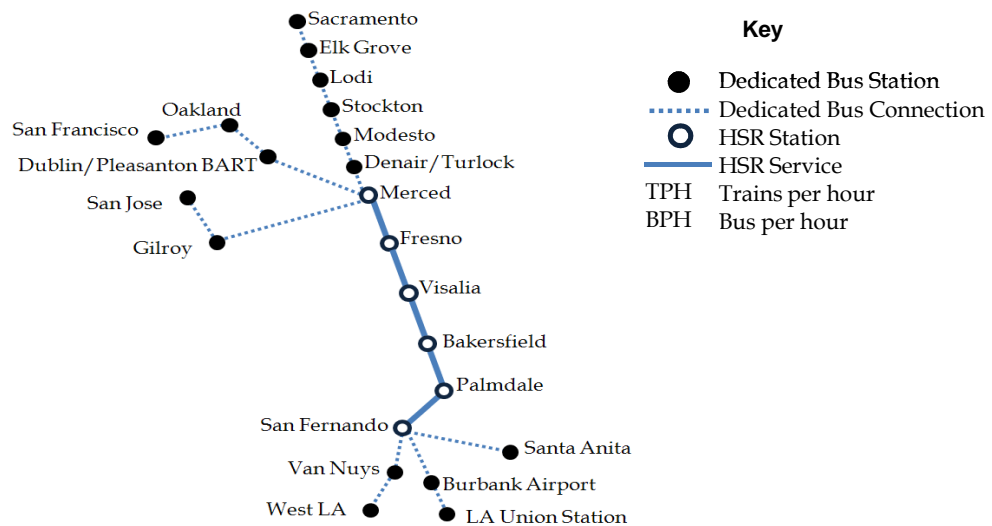 Sacramento
Elk Grove
Lodi
Stockton
Modesto
Denair/Turlock
Oakland
San Francisco
Dublin/Pleasanton BART
San Jose
Gilroy
Merced
Fresno
Visalia
Bakersfield
Palmdale
San Fernando
Santa Anita
Van Nuys
Burbank Airport
West LA
LA Union Station
Key
Dedicated Bus Station
Dedicated Bus Connection
HSR Station
HSR Service
TPH Trains per hour
BPH Bus per hour